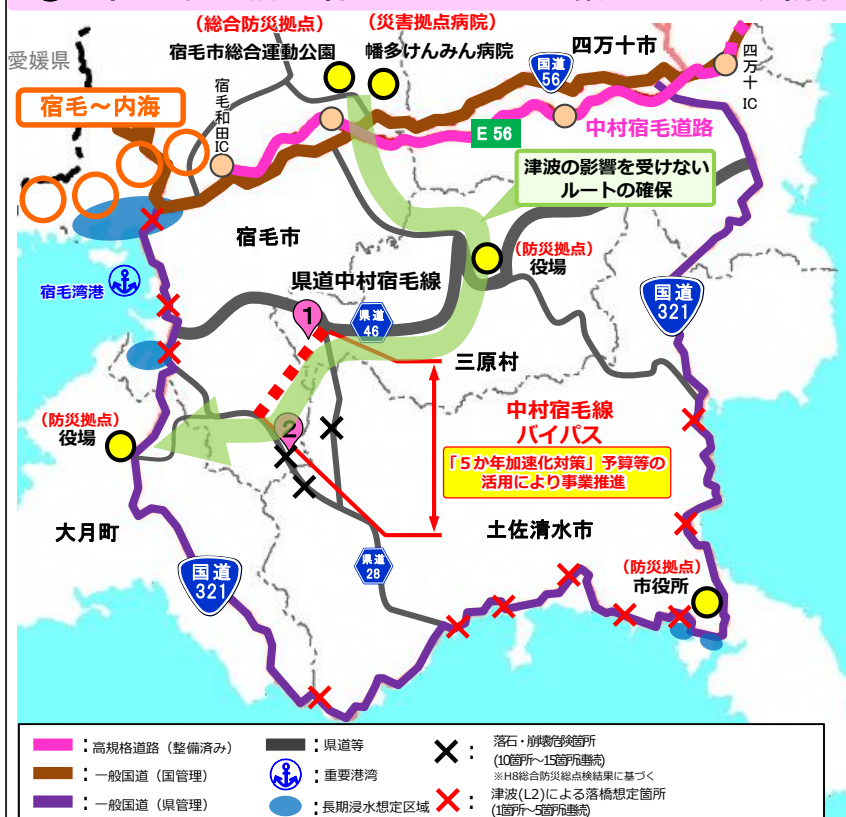 (総合防災拠点)
宿毛市総合運動公園
(災害拠点病院)
幡多けんみん病院
四万十市
四万十IC
愛媛県
国道
56
宿毛～内海
宿毛和田IC
E 56
中村宿毛道路
津波の影響を受けない
ルートの確保
宿毛市
(防災拠点)
役場
宿毛湾港
県道中村宿毛線
国道
321
1
県道
46
三原村
中村宿毛線
バイパス
(防災拠点)
役場
2
「５か年加速化対策」予算等の
活用により事業推進
大月町
土佐清水市
国道
321
県道
28
(防災拠点)
市役所
：高規格道路（整備済み）
：一般国道（国管理）
：一般国道（県管理）
：県道等
：重要港湾
：長期浸水想定区域
：落石・崩壊危険箇所
(10箇所～15箇所連続)
※H8総合防災総点検結果に基づく
：津波(L2)による落橋想定箇所
(1箇所～5箇所連続)